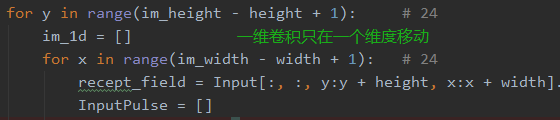 for y in range(im_height - height + 1):     # 24
    im_1d = []               一维卷积只在一个维度移动
    for x in range(im_width - width + 1):   # 24
        recept_field = Input[:, :, y:y + height, x:x + width].
        InputPulse = []